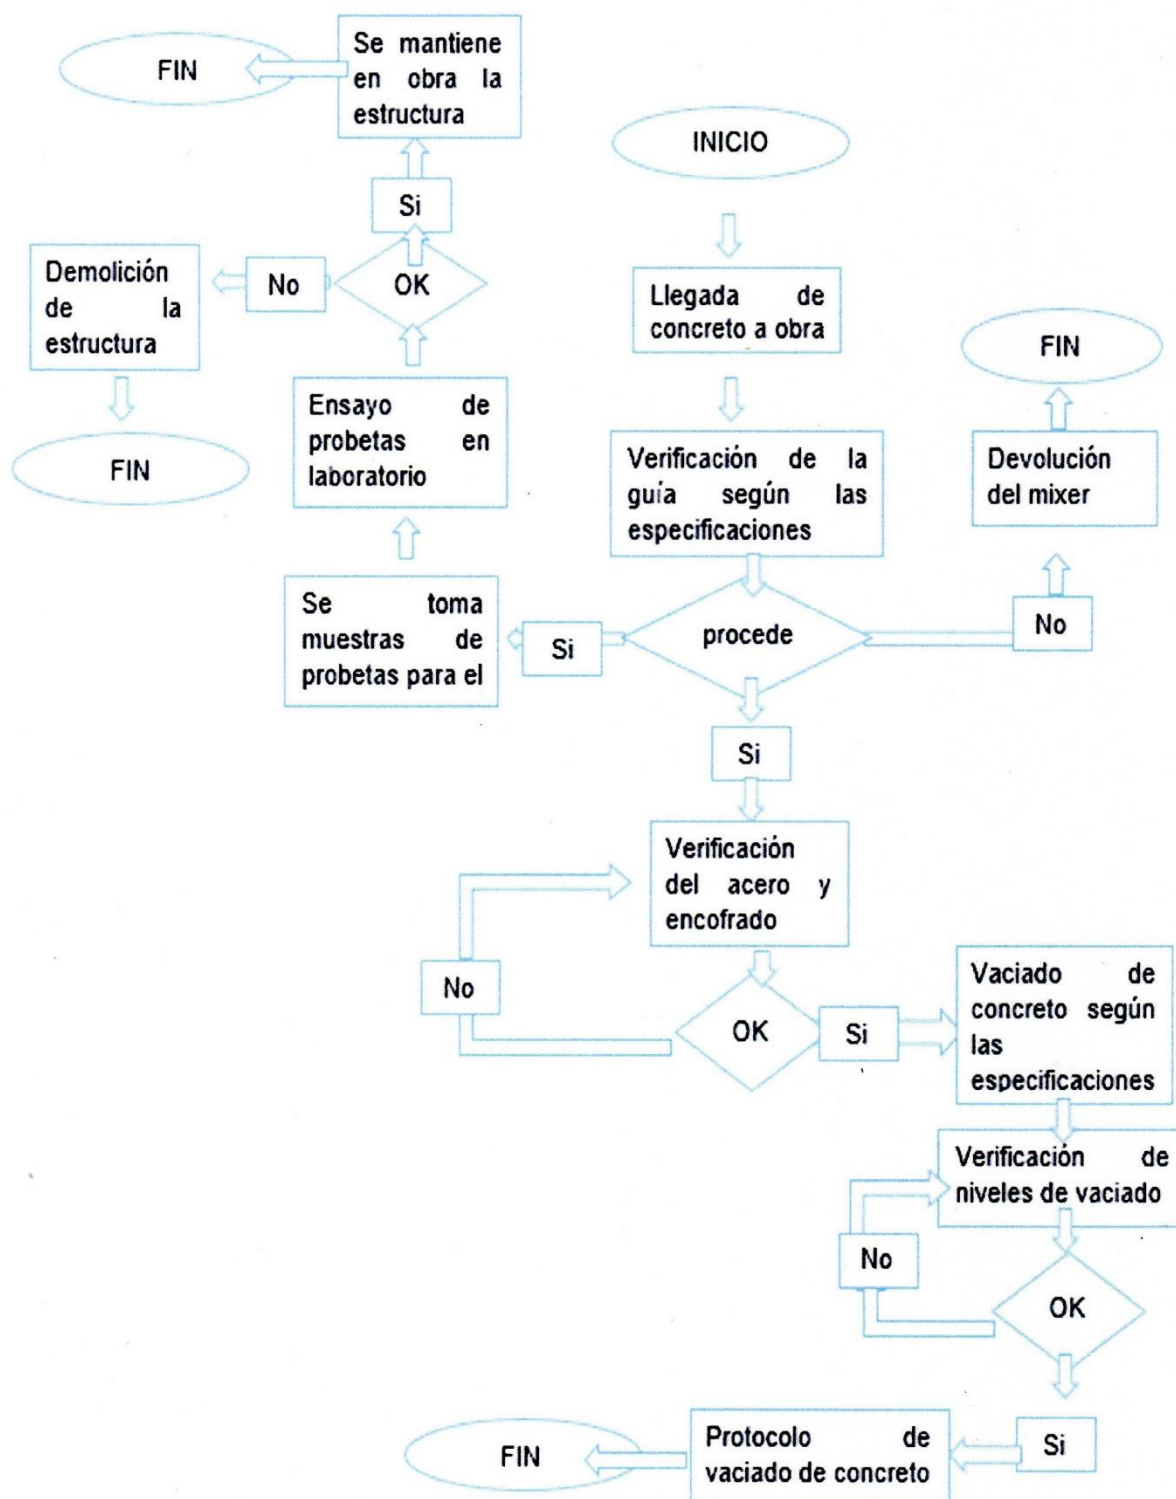 FIN
Se mantiene
en obra la
estructura
INICIO
Si
Demolición
de la
estructura
No
OK
Llegada de
concreto a obra
FIN
FIN
Ensayo de
probetas en
laboratorio
Verificación de la
guía según las
especificaciones
Devolución
del mixer
Se toma
muestras de
probetas para el
Si
procede
No
Si
Verificación
del acero y
encofrado
No
OK
Si
Vaciado de
concreto según
las
especificaciones
Verificación de
niveles de vaciado
No
OK
Si
Protocolo de
vaciado de concreto
FIN